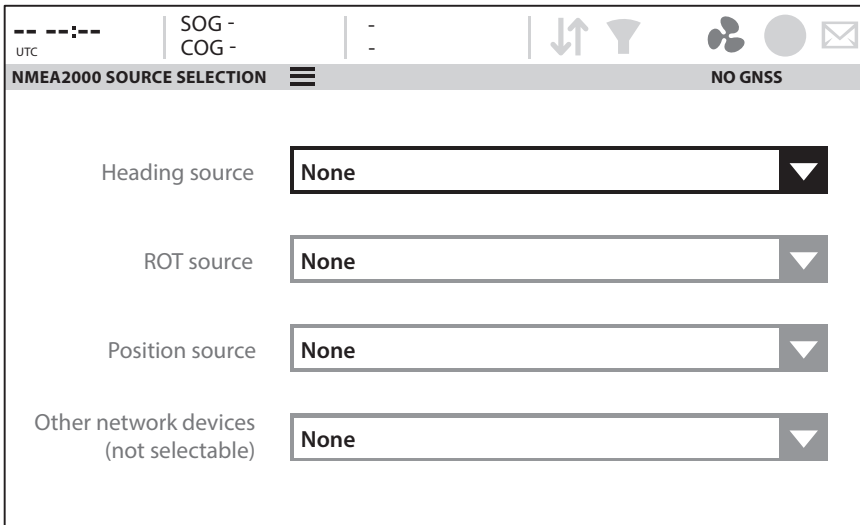 -- --:--
UTC
SOG -
COG -
-
-
NMEA2000 SOURCE SELECTION
NO GNSS
Heading source
None
ROT source
None
Position source
None
Other network devices
(not selectable)
None